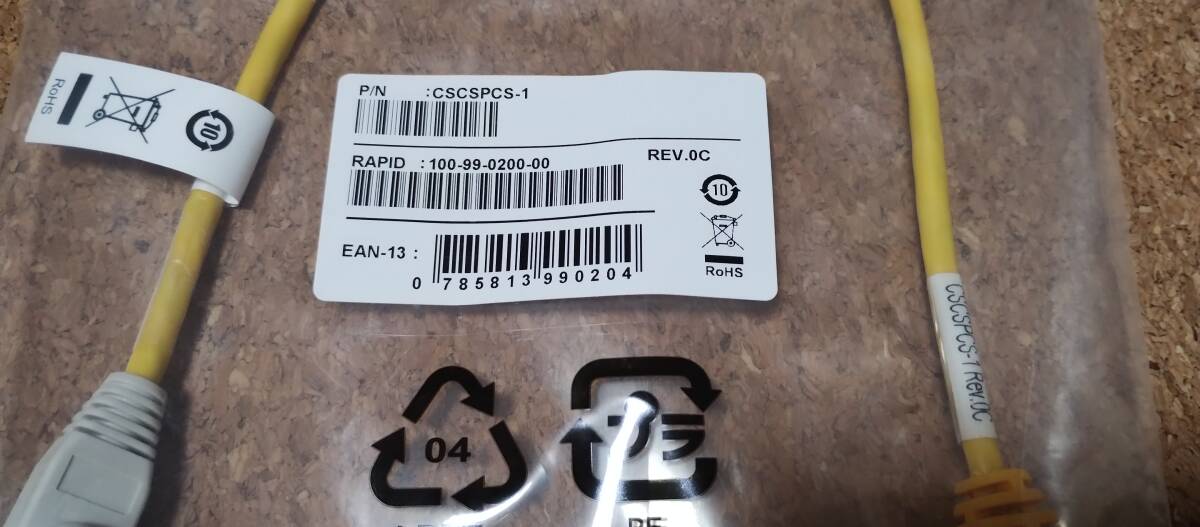 RoHS
10
P/N :CSCSPCS-1
RAPID :100-99-0200-00
REV.0C
10
RoHS
EAN-13 :
0 785813 990204
CSCSPCS-1 Rev.0C
04
プラ
PE